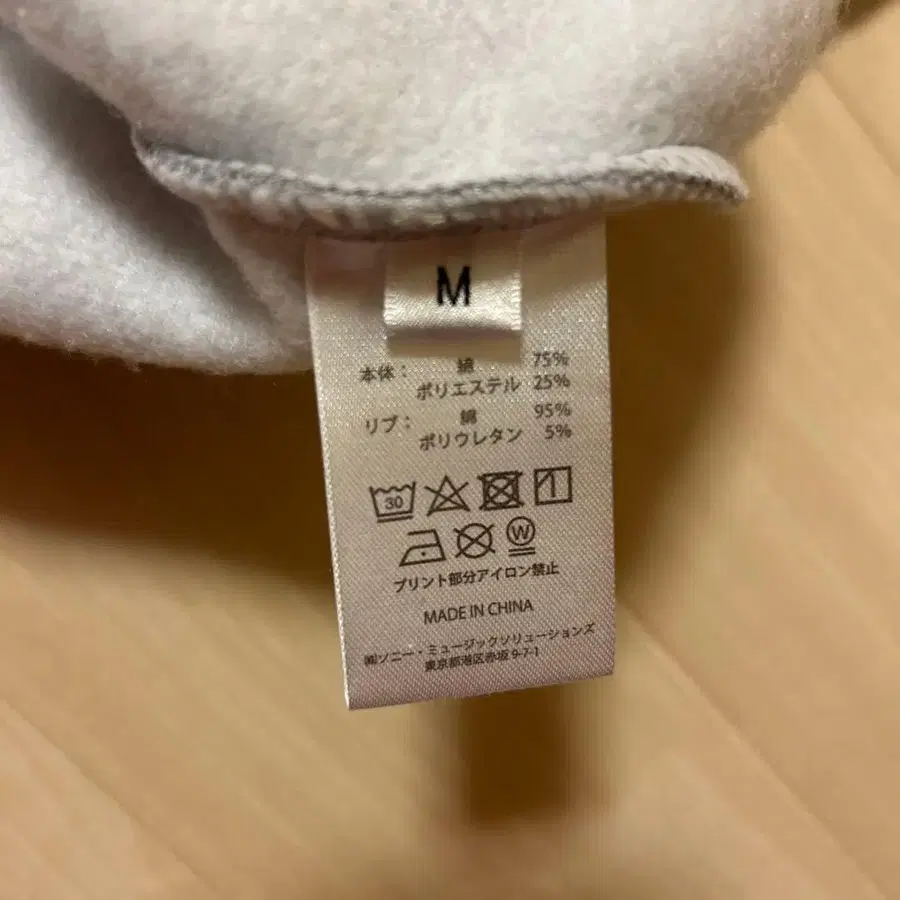 M
本体： 綿 75%
ポリエステル 25%
リブ： 綿 95%
ポリウレタン 5%
30
W
プリント部分アイロン禁止
MADE IN CHINA
㈱ソニー・ミュージックソリューションズ
東京都港区赤坂 9-7-1